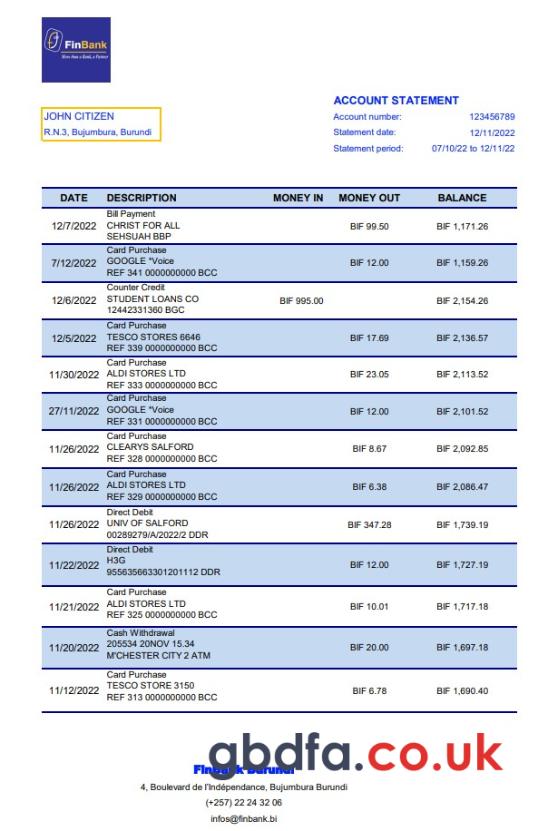 FinBank
More than a Bank, a Partner
JOHN CITIZEN
R.N.3, Bujumbura, Burundi
ACCOUNT STATEMENT
Account number: 123456789
Statement date: 12/11/2022
Statement period: 07/10/22 to 12/11/22
DATE DESCRIPTION MONEY IN MONEY OUT BALANCE
Bill Payment
12/7/2022 CHRIST FOR ALL BIF 99.50 BIF 1,171.26
SEHSUAH BBP
Card Purchase
7/12/2022 GOOGLE *Voice BIF 12.00 BIF 1,159.26
REF 341 0000000000 BCC
Counter Credit
12/6/2022 STUDENT LOANS CO BIF 995.00 BIF 2,154.26
12442331360 BGC
Card Purchase
12/5/2022 TESCO STORES 6646 BIF 17.69 BIF 2,136.57
REF 339 0000000000 BCC
Card Purchase
11/30/2022 ALDI STORES LTD BIF 23.05 BIF 2,113.52
REF 333 0000000000 BCC
Card Purchase
27/11/2022 GOOGLE *Voice BIF 12.00 BIF 2,101.52
REF 331 0000000000 BCC
Card Purchase
11/26/2022 CLEARYS SALFORD BIF 8.67 BIF 2,092.85
REF 328 0000000000 BCC
Card Purchase
11/26/2022 ALDI STORES LTD BIF 6.38 BIF 2,086.47
REF 329 0000000000 BCC
Direct Debit
11/26/2022 UNIV OF SALFORD BIF 347.28 BIF 1,739.19
00289279/A/2022/2 DDR
Direct Debit
11/22/2022 H3G BIF 12.00 BIF 1,727.19
955635663301201112 DDR
Card Purchase
11/21/2022 ALDI STORES LTD BIF 10.01 BIF 1,717.18
REF 325 0000000000 BCC
Cash Withdrawal
11/20/2022 205534 20NOV 15.34 BIF 20.00 BIF 1,697.18
M'CHESTER CITY 2 ATM
Card Purchase
11/12/2022 TESCO STORE 3150 BIF 6.78 BIF 1,690.40
REF 313 0000000000 BCC
gbdfa.co.uk
Finbank Burundi
4, Boulevard de l'Indépendance, Bujumbura Burundi
(+257) 22 24 32 06
infos@finbank.bi